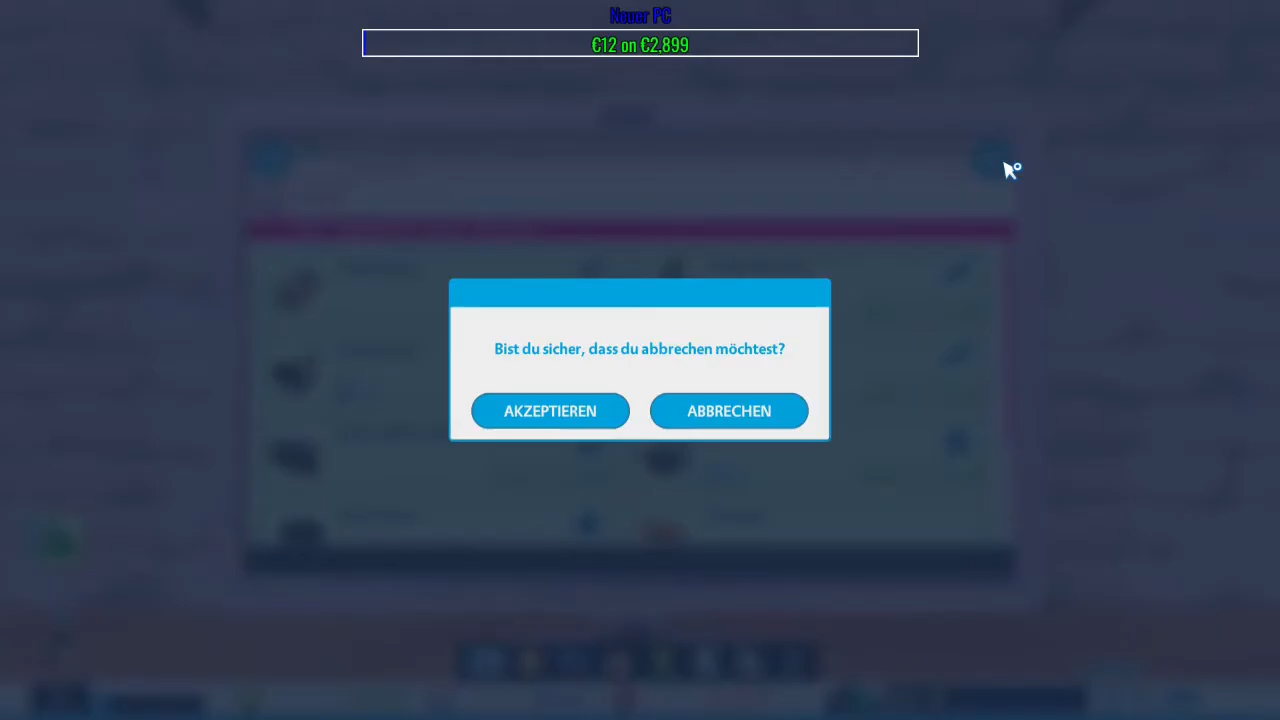 Neuer PC
€12 on €2,899
Bist du sicher, dass du abbrechen möchtest?
AKZEPTIEREN
ABBRECHEN